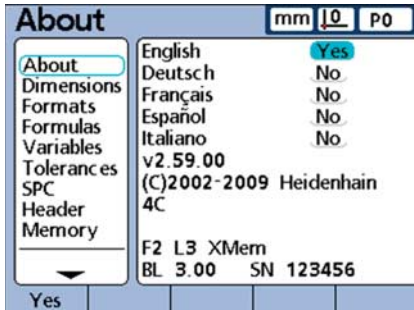 About
mm 0 P0
About
Dimensions
Formats
Formulas
Variables
Tolerances
SPC
Header
Memory
English Yes
Deutsch No
Français No
Español No
Italiano No
v2.59.00
(C)2002-2009 Heidenhain
4C
F2 L3 XMem
BL 3.00 SN 123456
Yes